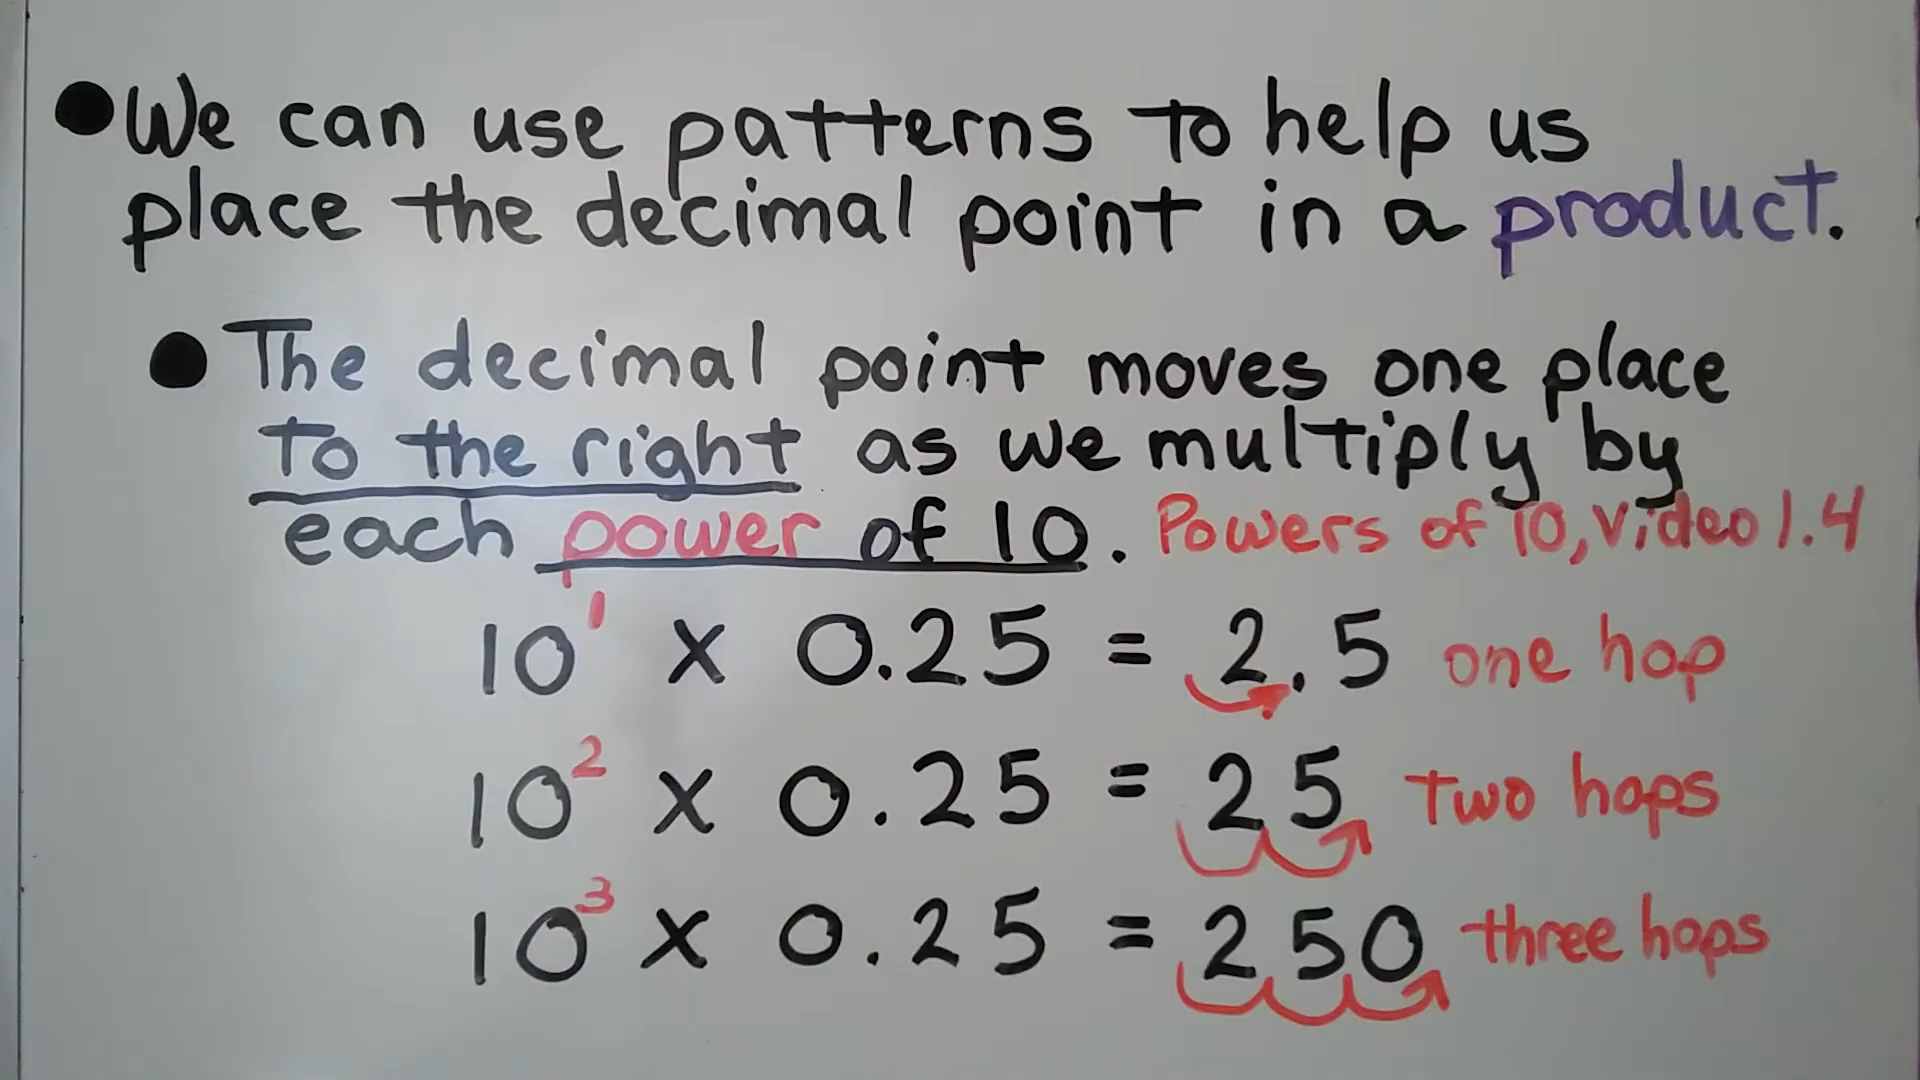 ●We can use patterns to help us
place the decimal point in a product.
●The decimal point moves one place
to the right as we multiply by
each power of 10. Powers of 10, Video 1.4
10¹ x 0.25 = 2.5 one hop
10² x 0.25 = 25 two hops
10³ x 0.25 = 250 three hops